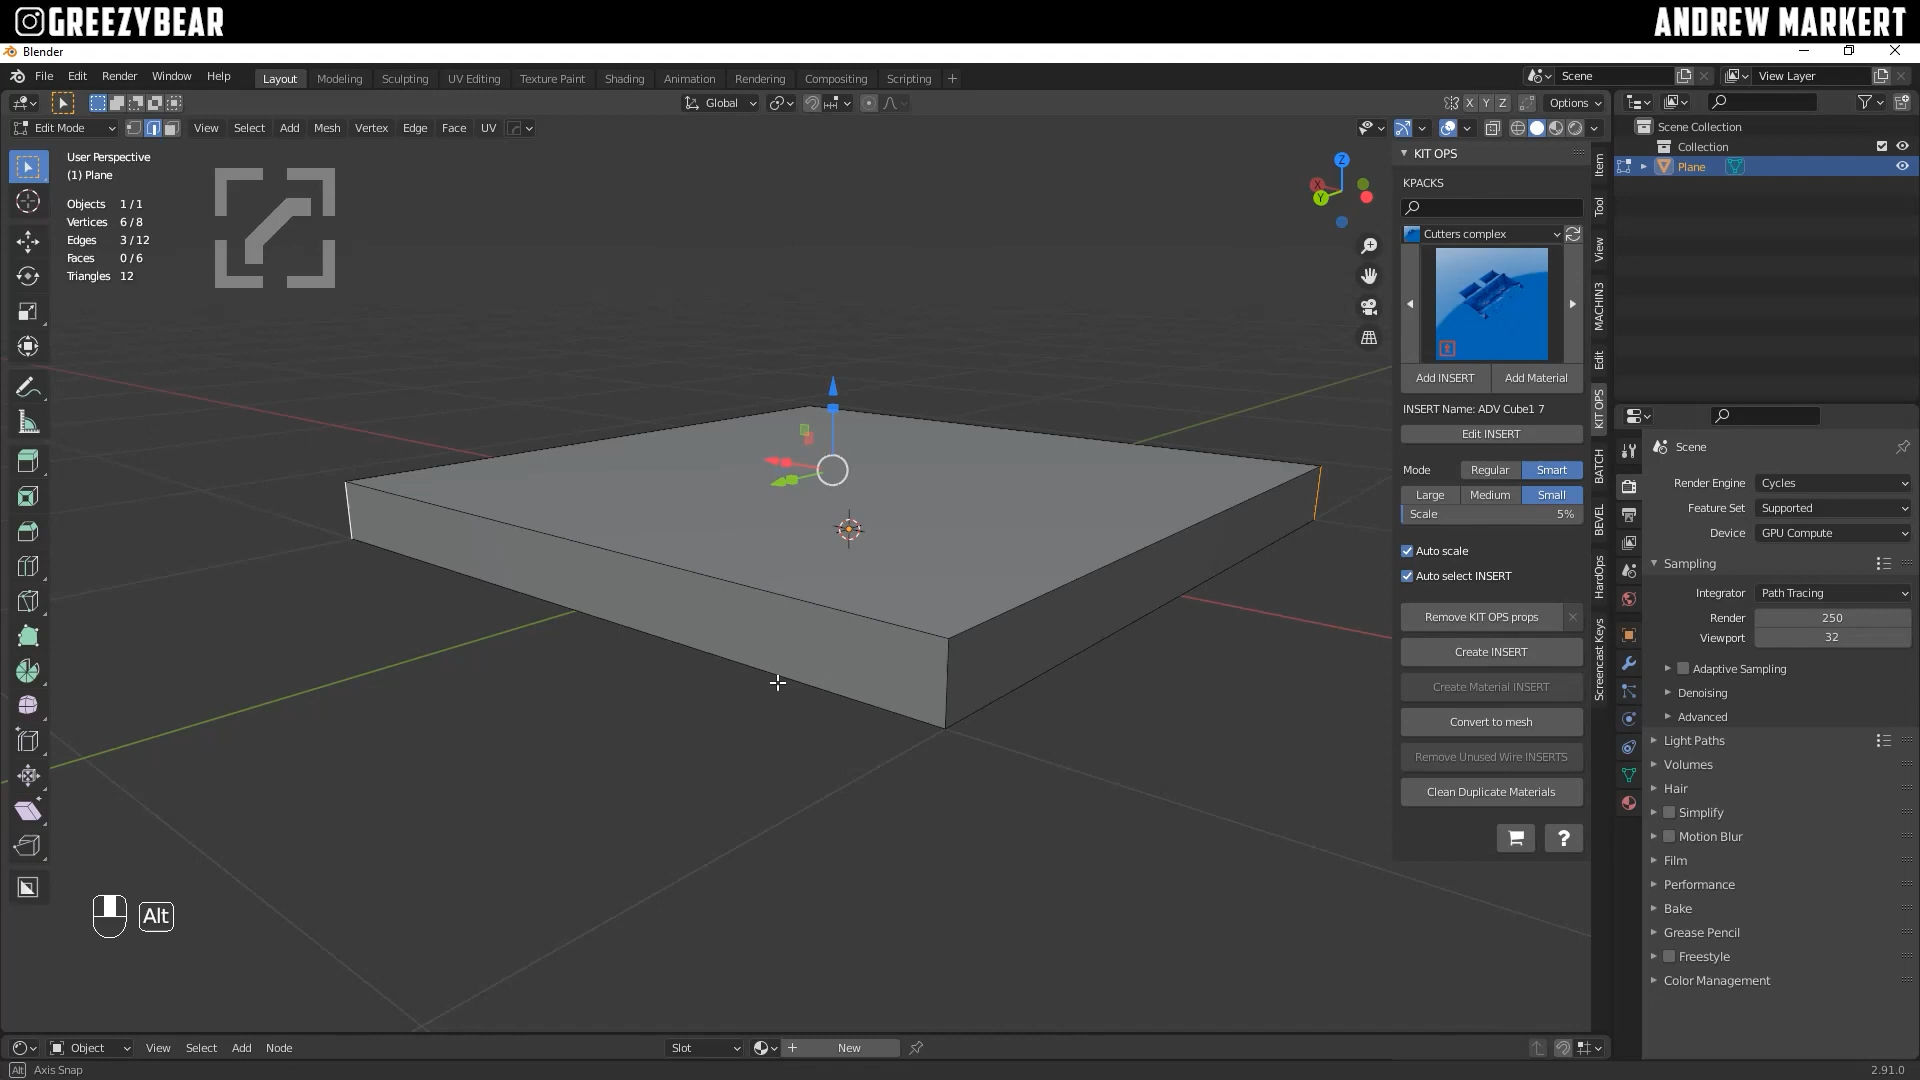 GREEZYBEAR
ANDREW MARKERT
Blender
File Edit Render Window Help
Layout Modeling Sculpting UV Editing Texture Paint Shading Animation Rendering Compositing Scripting +
Scene
View Layer
Global
X Y Z
Options
Edit Mode
View Select Add Mesh Vertex Edge Face UV
User Perspective
(1) Plane
Objects 1 / 1
Vertices 6 / 8
Edges 3 / 12
Faces 0 / 6
Triangles 12
Z
X
Y
KIT OPS
KPACKS
Cutters complex
Add INSERT
Add Material
INSERT Name: ADV Cube1 7
Edit INSERT
Mode Regular Smart
Large Medium Small
Scale 5%
Auto scale
Auto select INSERT
Remove KIT OPS props
Create INSERT
Create Material INSERT
Convert to mesh
Remove Unused Wire INSERTS
Clean Duplicate Materials
?
Item
Tool
View
MACHIN3
Edit
KIT OPS
BATCH
BEVEL
HardOps
Screencast Keys
Scene Collection
Collection
Plane
Scene
Render Engine Cycles
Feature Set Supported
Device GPU Compute
Sampling
Integrator Path Tracing
Render 250
Viewport 32
Adaptive Sampling
Denoising
Advanced
Light Paths
Volumes
Hair
Simplify
Motion Blur
Film
Performance
Bake
Grease Pencil
Freestyle
Color Management
Alt
Object View Select Add Node
Slot
New
Alt Axis Snap
2.91.0